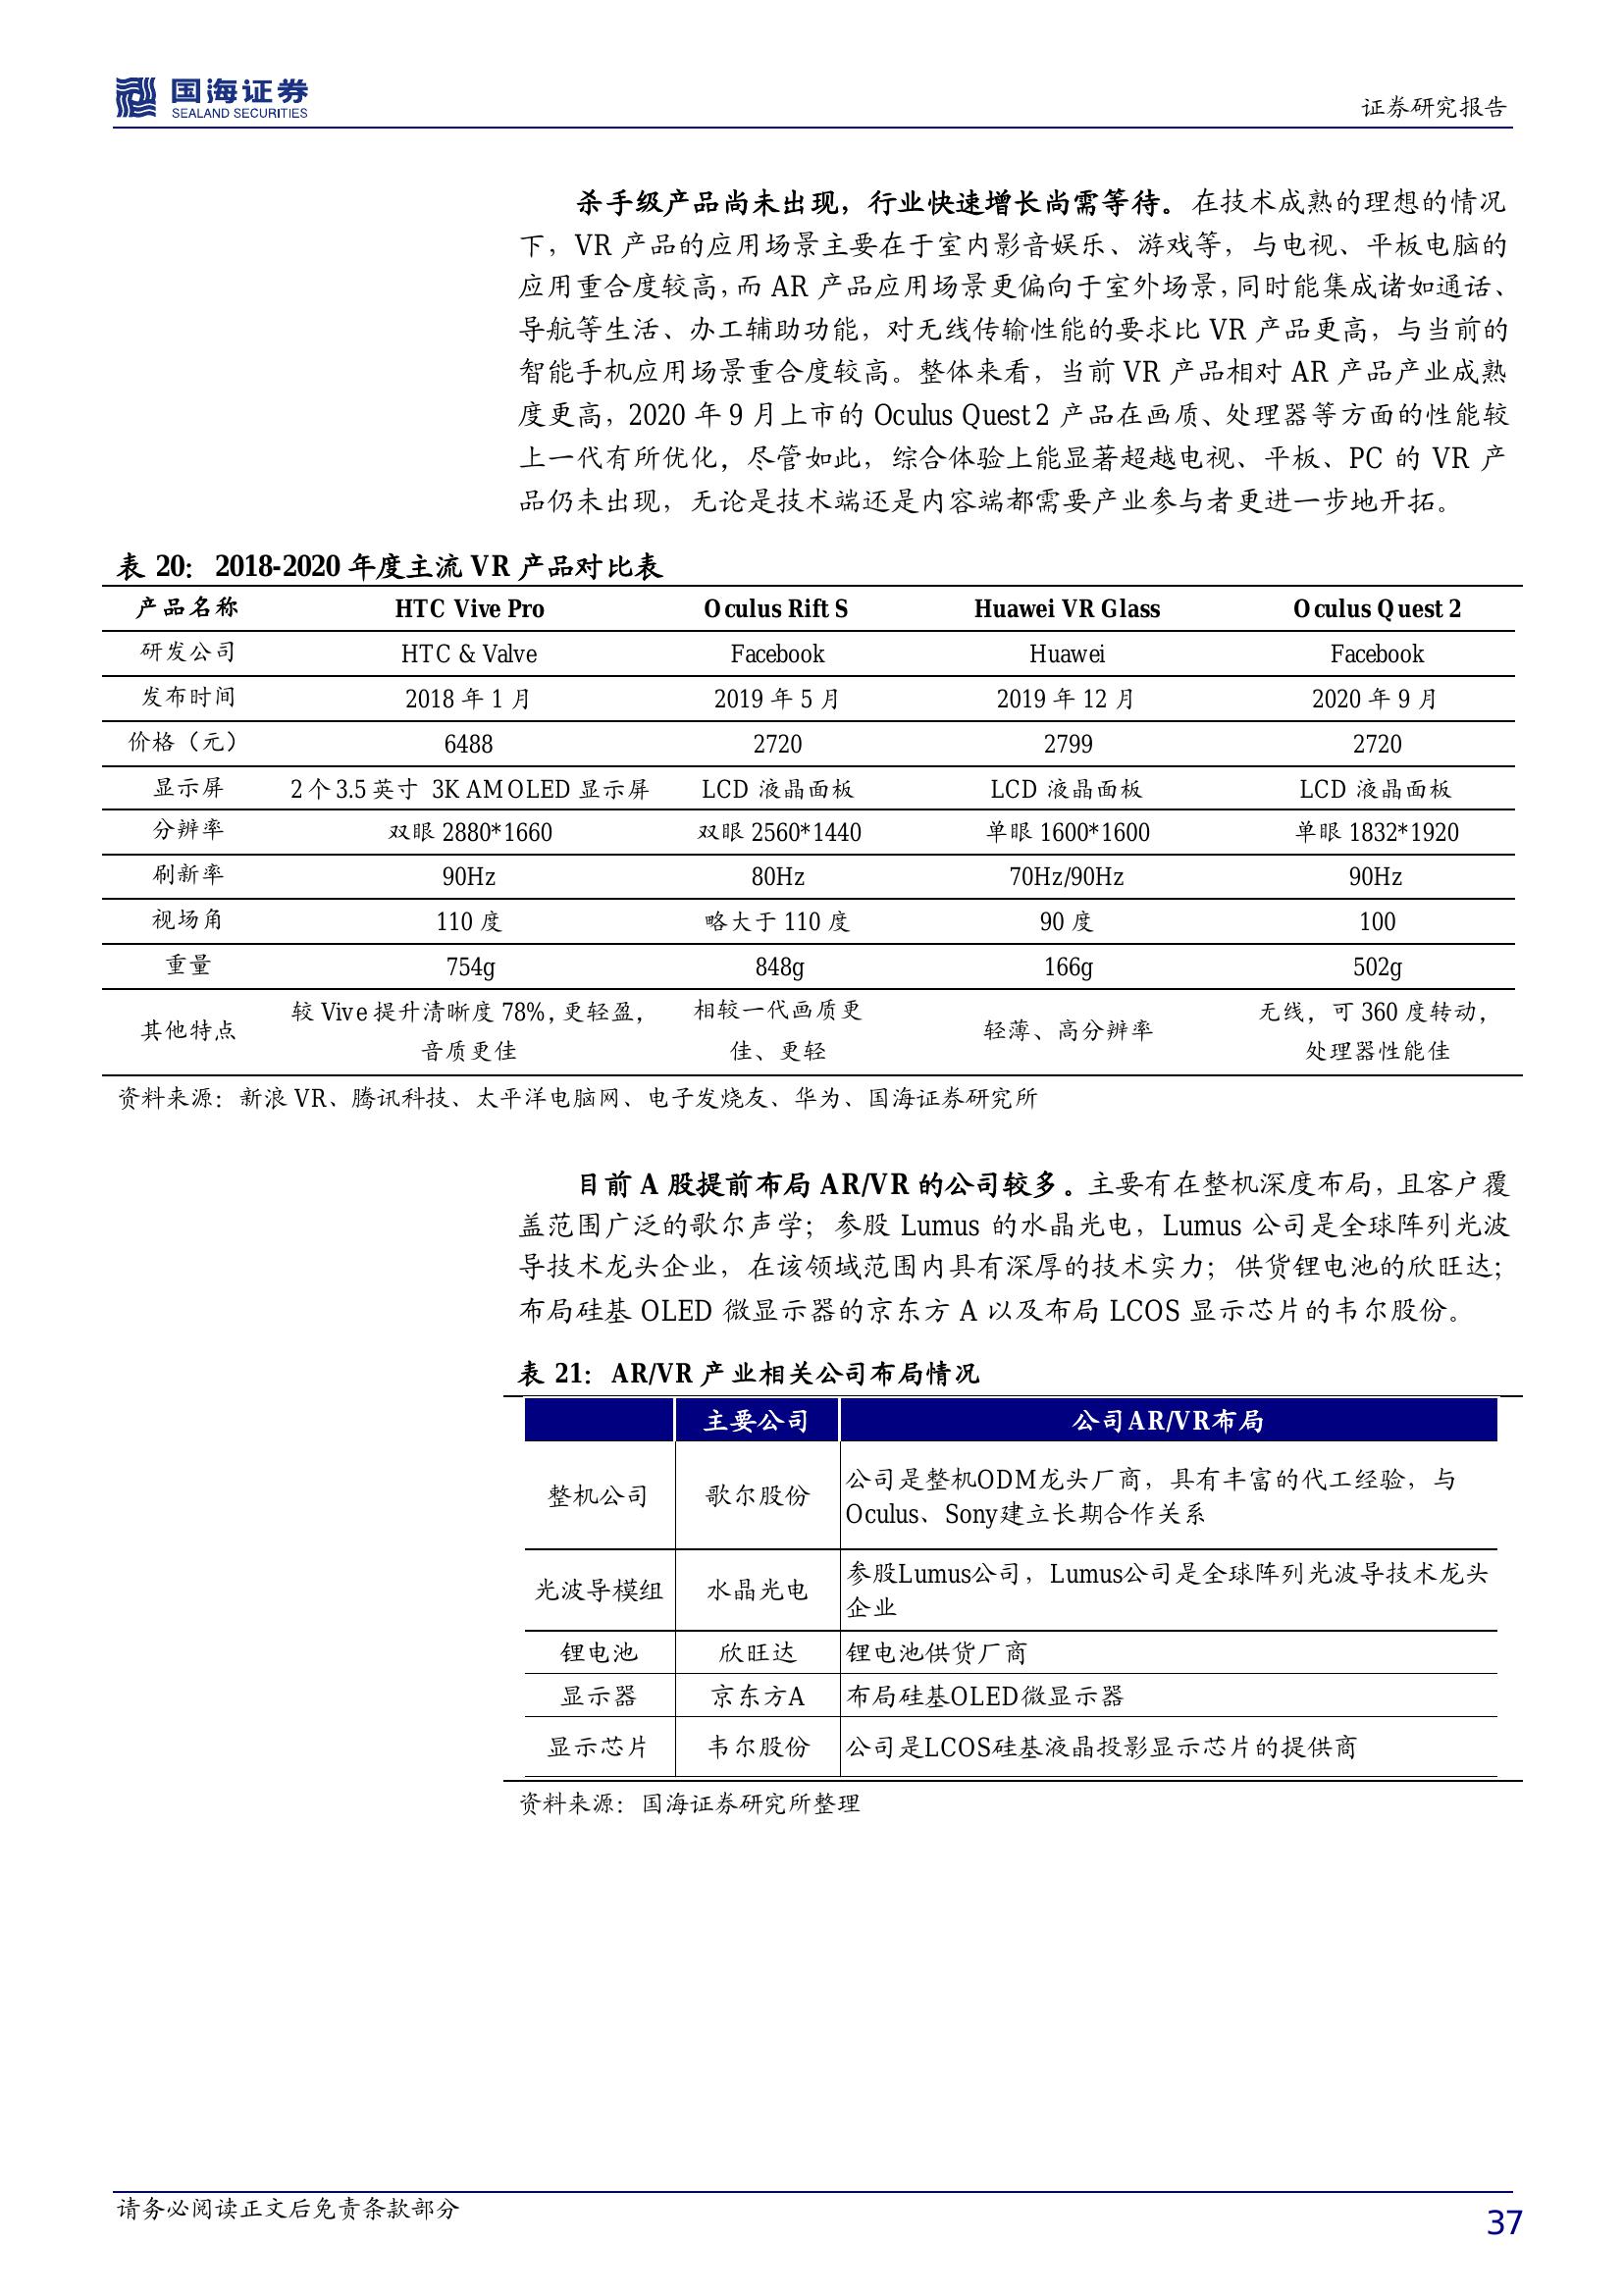 国海证券
SEALAND SECURITIES
证券研究报告
杀手级产品尚未出现，行业快速增长尚需等待。在技术成熟的理想的情况
下，VR 产品的应用场景主要在于室内影音娱乐、游戏等，与电视、平板电脑的
应用重合度较高，而 AR 产品应用场景更偏向于室外场景，同时能集成诸如通话、
导航等生活、办工辅助功能，对无线传输性能的要求比 VR 产品更高，与当前的
智能手机应用场景重合度较高。整体来看，当前 VR 产品相对 AR 产品产业成熟
度更高，2020 年 9 月上市的 Oculus Quest 2 产品在画质、处理器等方面的性能较
上一代有所优化，尽管如此，综合体验上能显著超越电视、平板、PC 的 VR 产
品仍未出现，无论是技术端还是内容端都需要产业参与者更进一步地开拓。
表 20： 2018-2020 年度主流 VR 产品对比表
产品名称 HTC Vive Pro Oculus Rift S Huawei VR Glass Oculus Quest 2
研发公司 HTC & Valve Facebook Huawei Facebook
发布时间 2018 年 1 月 2019 年 5 月 2019 年 12 月 2020 年 9 月
价格（元） 6488 2720 2799 2720
显示屏 2 个 3.5 英寸 3K AMOLED 显示屏 LCD 液晶面板 LCD 液晶面板 LCD 液晶面板
分辨率 双眼 2880*1660 双眼 2560*1440 单眼 1600*1600 单眼 1832*1920
刷新率 90Hz 80Hz 70Hz/90Hz 90Hz
视场角 110 度 略大于 110 度 90 度 100
重量 754g 848g 166g 502g
其他特点 较 Vive 提升清晰度 78%，更轻盈， 相较一代画质更 轻薄、高分辨率 无线，可 360 度转动，
音质更佳 佳、更轻 处理器性能佳
资料来源：新浪 VR、腾讯科技、太平洋电脑网、电子发烧友、华为、国海证券研究所
目前 A 股提前布局 AR/VR 的公司较多。主要有在整机深度布局，且客户覆
盖范围广泛的歌尔声学；参股 Lumus 的水晶光电，Lumus 公司是全球阵列光波
导技术龙头企业，在该领域范围内具有深厚的技术实力；供货锂电池的欣旺达；
布局硅基 OLED 微显示器的京东方 A 以及布局 LCOS 显示芯片的韦尔股份。
表 21：AR/VR 产业相关公司布局情况
主要公司 公司AR/VR布局
整机公司 歌尔股份 公司是整机ODM龙头厂商，具有丰富的代工经验，与
Oculus、Sony建立长期合作关系
光波导模组 水晶光电 参股Lumus公司，Lumus公司是全球阵列光波导技术龙头
企业
锂电池 欣旺达 锂电池供货厂商
显示器 京东方A 布局硅基OLED微显示器
显示芯片 韦尔股份 公司是LCOS硅基液晶投影显示芯片的提供商
资料来源：国海证券研究所整理
请务必阅读正文后免责条款部分
37